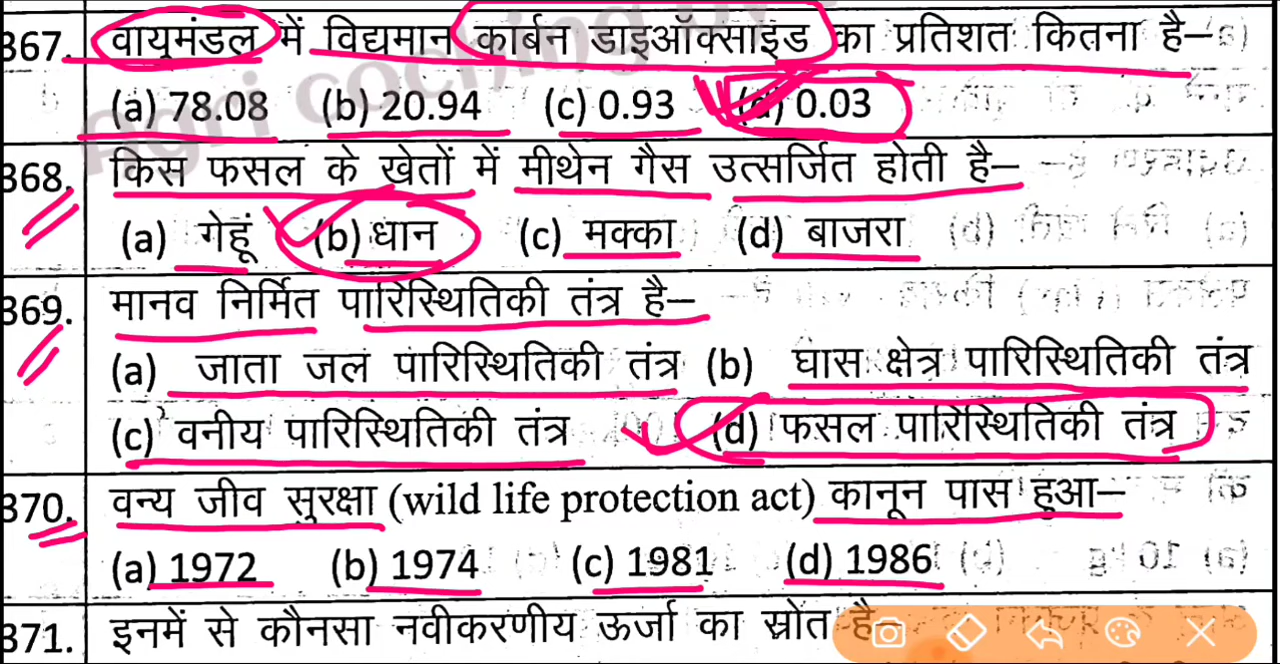 367. वायुमंडल में विद्यमान कार्बन डाइऑक्साइड का प्रतिशत कितना है–
(a) 78.08 (b) 20.94 (c) 0.93 (d) 0.03
368. किस फसल के खेतों में मीथेन गैस उत्सर्जित होती है–
(a) गेहूं (b) धान (c) मक्का (d) बाजरा
369. मानव निर्मित पारिस्थितिकी तंत्र है–
(a) जाता जल पारिस्थितिकी तंत्र (b) घास क्षेत्र पारिस्थितिकी तंत्र
(c) वनीय पारिस्थितिकी तंत्र (d) फसल पारिस्थितिकी तंत्र
370. वन्य जीव सुरक्षा (wild life protection act) कानून पास हुआ–
(a) 1972 (b) 1974 (c) 1981 (d) 1986
371. इनमें से कौनसा नवीकरणीय ऊर्जा का स्रोत है–
Agri coching